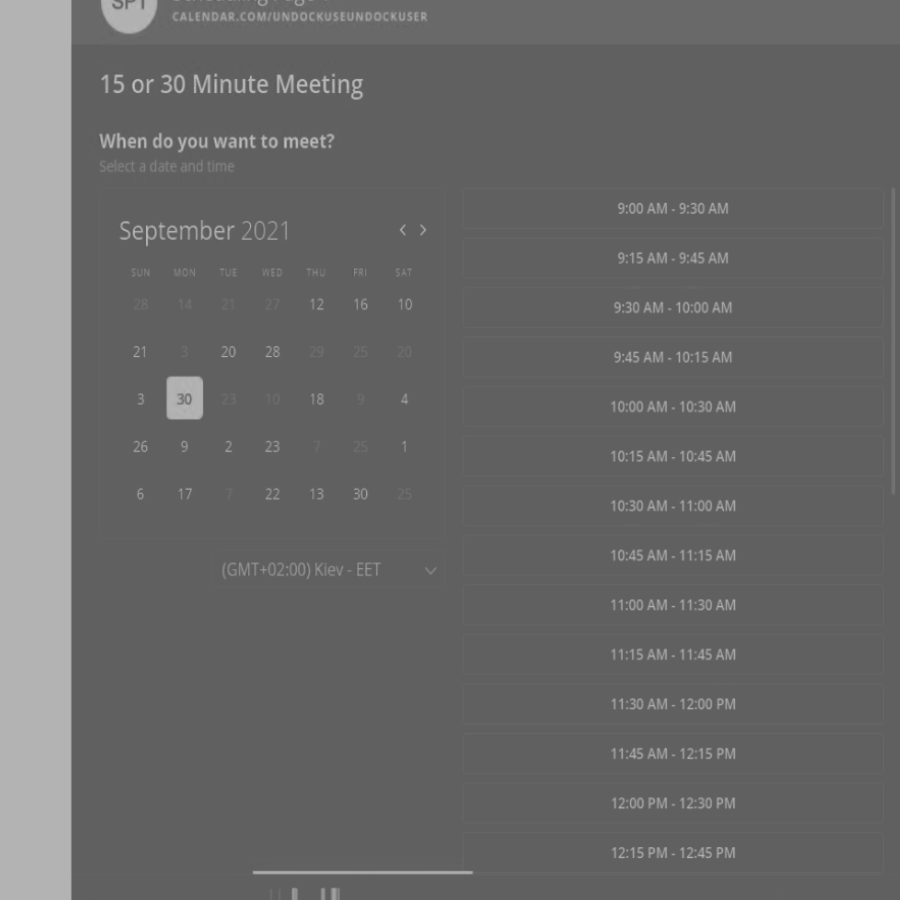 SPT
CALENDAR.COM/UNDOCKUSEUNDOCKUSER
15 or 30 Minute Meeting
When do you want to meet?
Select a date and time
September 2021
SUN MON TUE WED THU FRI SAT
28 14 21 27 12 16 10
21 3 20 28 29 25 20
3 30 23 10 18 9 4
26 9 2 23 7 25 1
6 17 7 22 13 30 25
(GMT+02:00) Kiev - EET
9:00 AM - 9:30 AM
9:15 AM - 9:45 AM
9:30 AM - 10:00 AM
9:45 AM - 10:15 AM
10:00 AM - 10:30 AM
10:15 AM - 10:45 AM
10:30 AM - 11:00 AM
10:45 AM - 11:15 AM
11:00 AM - 11:30 AM
11:15 AM - 11:45 AM
11:30 AM - 12:00 PM
11:45 AM - 12:15 PM
12:00 PM - 12:30 PM
12:15 PM - 12:45 PM